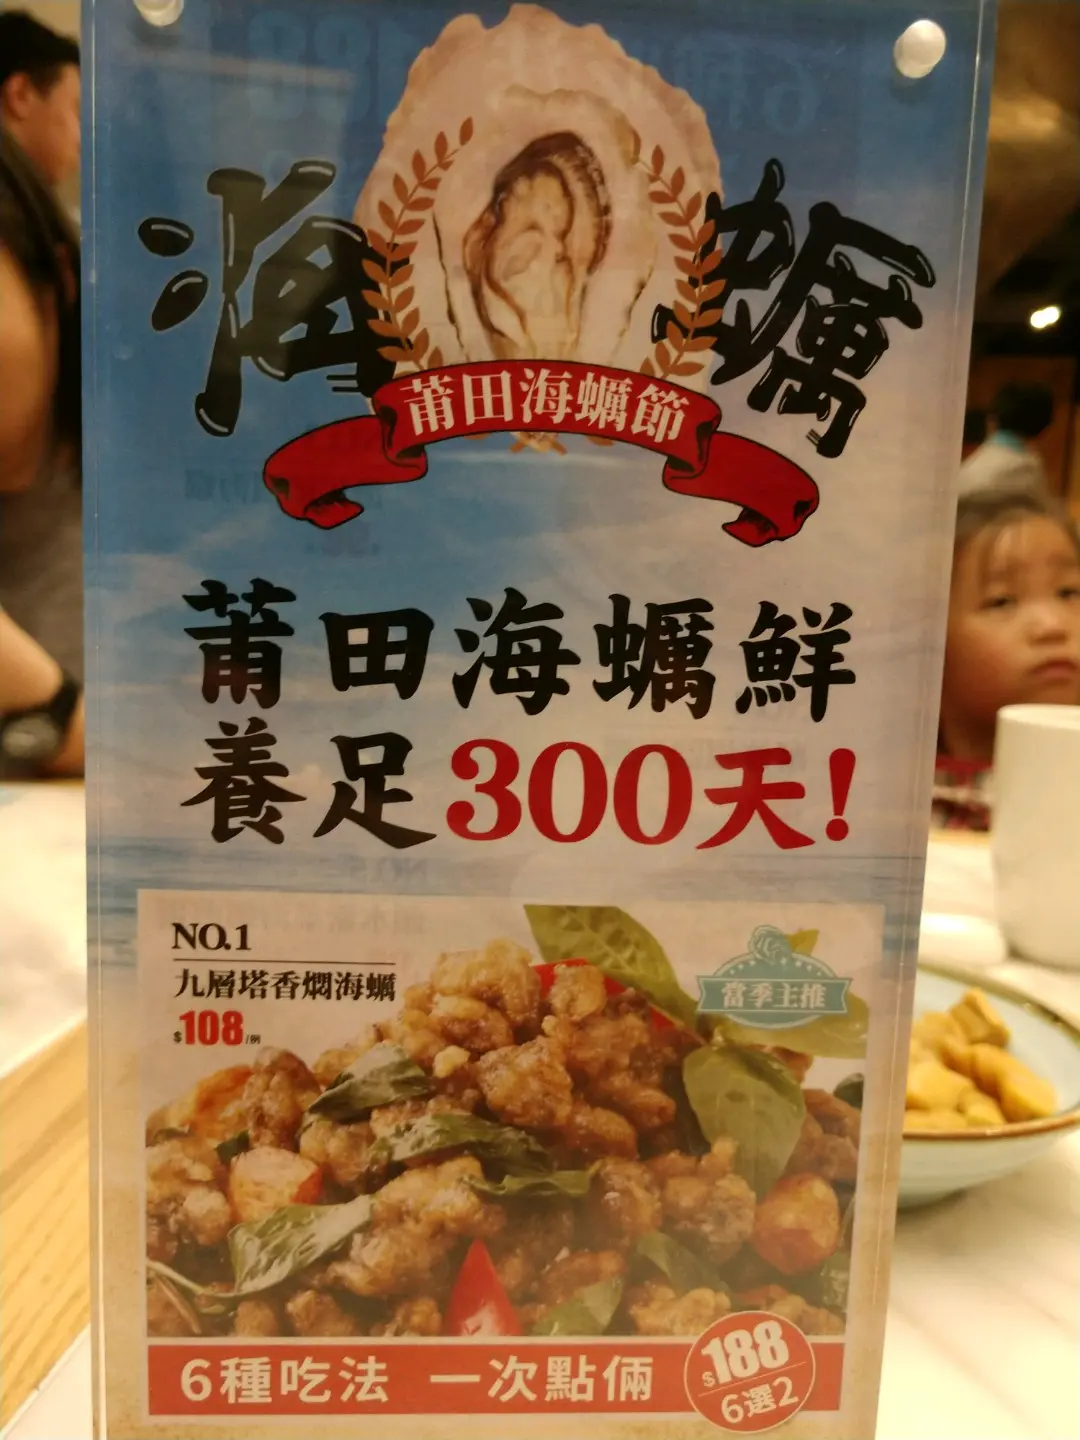 海蠣
莆田海蠣節
莆田海蠣鮮
養足300天!
NO.1
九層塔香燜海蠣
$108/例
當季主推
6種吃法 一次點倆
$188
6選2